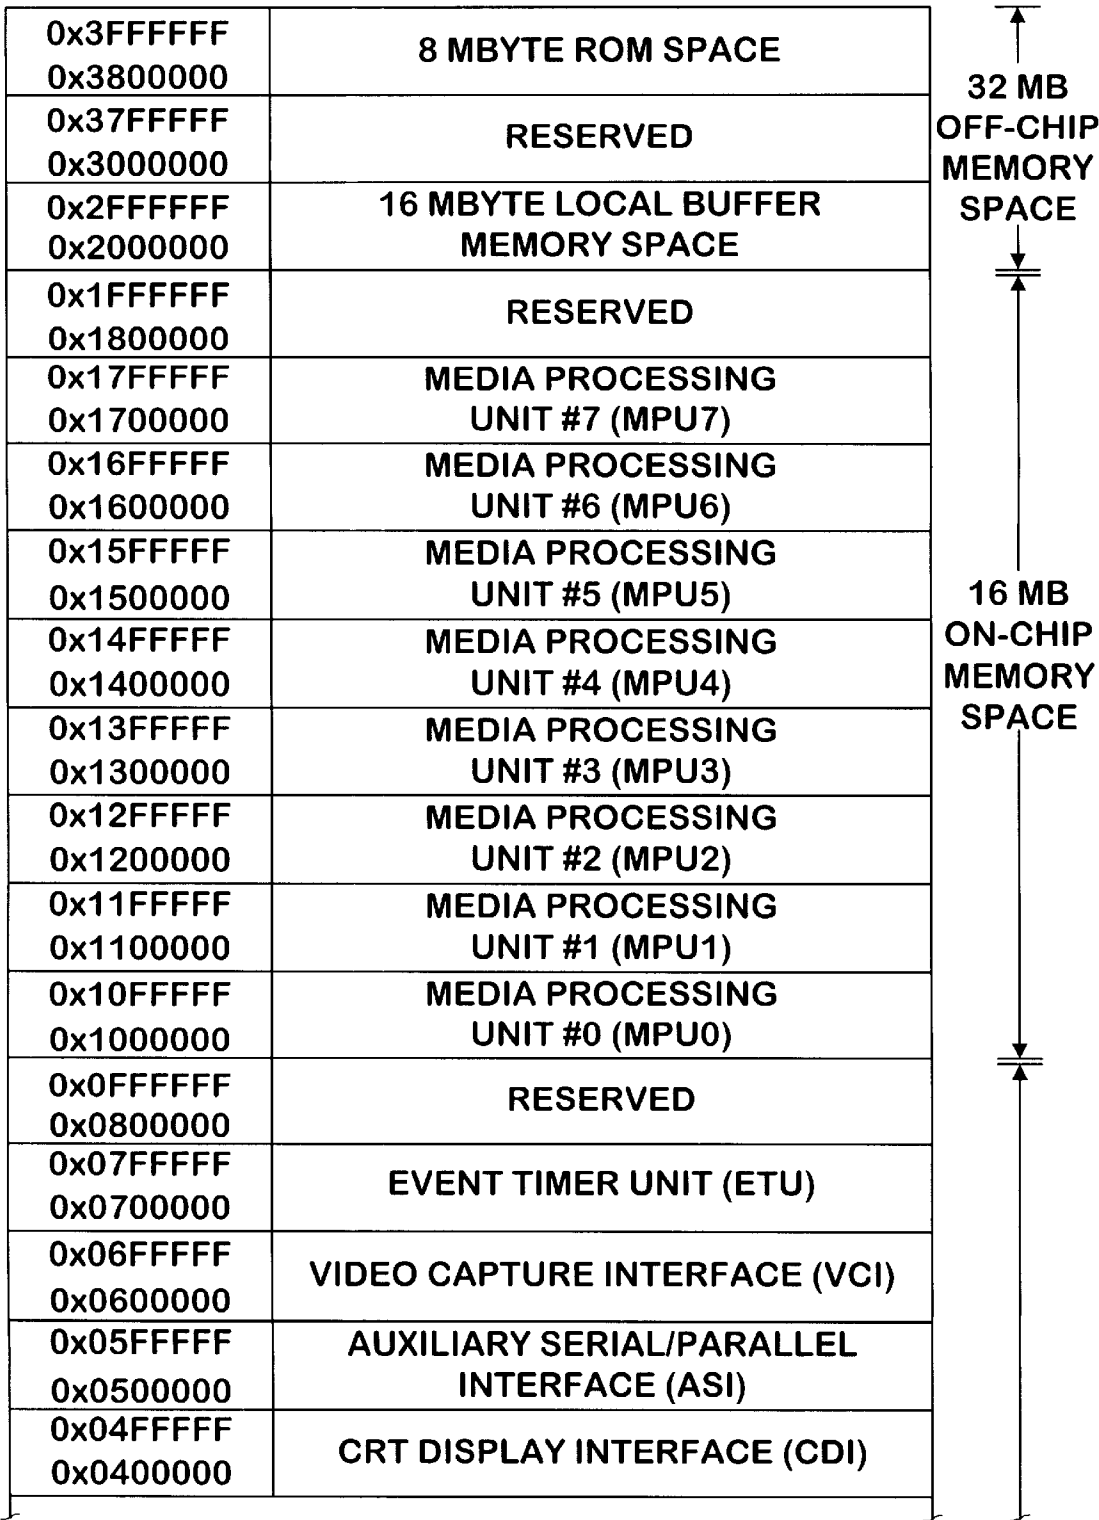 0x3FFFFFF
0x3800000
8 MBYTE ROM SPACE
0x37FFFFF
0x3000000
RESERVED
0x2FFFFFF
0x2000000
16 MBYTE LOCAL BUFFER
MEMORY SPACE
32 MB
OFF-CHIP
MEMORY
SPACE
0x1FFFFFF
0x1800000
RESERVED
0x17FFFFF
0x1700000
MEDIA PROCESSING
UNIT #7 (MPU7)
0x16FFFFF
0x1600000
MEDIA PROCESSING
UNIT #6 (MPU6)
0x15FFFFF
0x1500000
MEDIA PROCESSING
UNIT #5 (MPU5)
0x14FFFFF
0x1400000
MEDIA PROCESSING
UNIT #4 (MPU4)
0x13FFFFF
0x1300000
MEDIA PROCESSING
UNIT #3 (MPU3)
0x12FFFFF
0x1200000
MEDIA PROCESSING
UNIT #2 (MPU2)
0x11FFFFF
0x1100000
MEDIA PROCESSING
UNIT #1 (MPU1)
0x10FFFFF
0x1000000
MEDIA PROCESSING
UNIT #0 (MPU0)
16 MB
ON-CHIP
MEMORY
SPACE
0x0FFFFFF
0x0800000
RESERVED
0x07FFFFF
0x0700000
EVENT TIMER UNIT (ETU)
0x06FFFFF
0x0600000
VIDEO CAPTURE INTERFACE (VCI)
0x05FFFFF
0x0500000
AUXILIARY SERIAL/PARALLEL
INTERFACE (ASI)
0x04FFFFF
0x0400000
CRT DISPLAY INTERFACE (CDI)